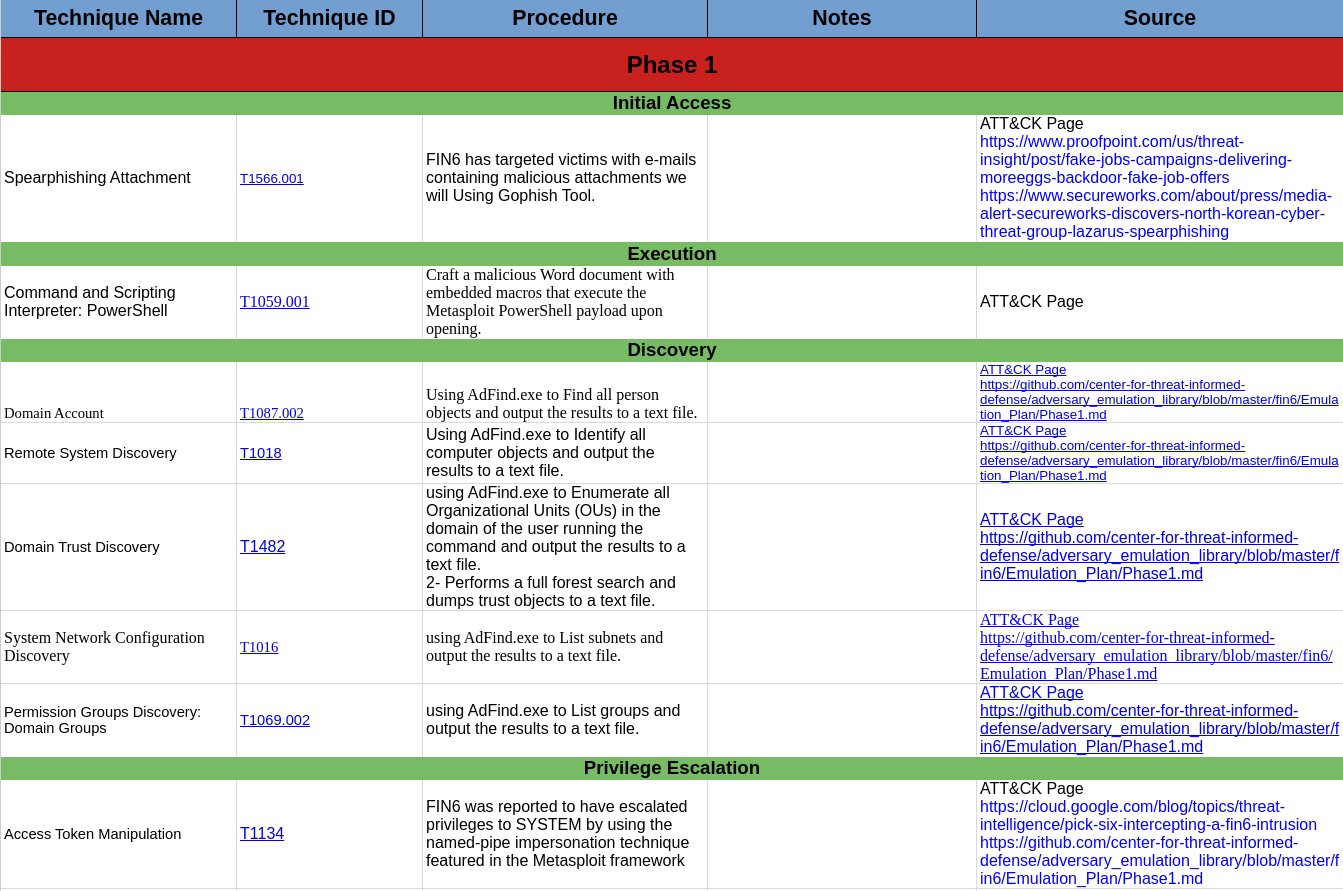 Technique Name
Technique ID
Procedure
Notes
Source
Phase 1
Initial Access
Spearphishing Attachment
T1566.001
FIN6 has targeted victims with e-mails
containing malicious attachments we
will Using Gophish Tool.
ATT&CK Page
https://www.proofpoint.com/us/threat-
insight/post/fake-jobs-campaigns-delivering-
moreeggs-backdoor-fake-job-offers
https://www.secureworks.com/about/press/media-
alert-secureworks-discovers-north-korean-cyber-
threat-group-lazarus-spearphishing
Execution
Command and Scripting
Interpreter: PowerShell
T1059.001
Craft a malicious Word document with
embedded macros that execute the
Metasploit PowerShell payload upon
opening.
ATT&CK Page
Discovery
Domain Account
T1087.002
Using AdFind.exe to Find all person
objects and output the results to a text file.
ATT&CK Page
https://github.com/center-for-threat-informed-
defense/adversary_emulation_library/blob/master/fin6/Emula
tion_Plan/Phase1.md
Remote System Discovery
T1018
Using AdFind.exe to Identify all
computer objects and output the
results to a text file.
ATT&CK Page
https://github.com/center-for-threat-informed-
defense/adversary_emulation_library/blob/master/fin6/Emula
tion_Plan/Phase1.md
Domain Trust Discovery
T1482
using AdFind.exe to Enumerate all
Organizational Units (OUs) in the
domain of the user running the
command and output the results to a
text file.
2- Performs a full forest search and
dumps trust objects to a text file.
ATT&CK Page
https://github.com/center-for-threat-informed-
defense/adversary_emulation_library/blob/master/f
in6/Emulation_Plan/Phase1.md
System Network Configuration
Discovery
T1016
using AdFind.exe to List subnets and
output the results to a text file.
ATT&CK Page
https://github.com/center-for-threat-informed-
defense/adversary_emulation_library/blob/master/fin6/
Emulation_Plan/Phase1.md
Permission Groups Discovery:
Domain Groups
T1069.002
using AdFind.exe to List groups and
output the results to a text file.
ATT&CK Page
https://github.com/center-for-threat-informed-
defense/adversary_emulation_library/blob/master/f
in6/Emulation_Plan/Phase1.md
Privilege Escalation
Access Token Manipulation
T1134
FIN6 was reported to have escalated
privileges to SYSTEM by using the
named-pipe impersonation technique
featured in the Metasploit framework
ATT&CK Page
https://cloud.google.com/blog/topics/threat-
intelligence/pick-six-intercepting-a-fin6-intrusion
https://github.com/center-for-threat-informed-
defense/adversary_emulation_library/blob/master/f
in6/Emulation_Plan/Phase1.md